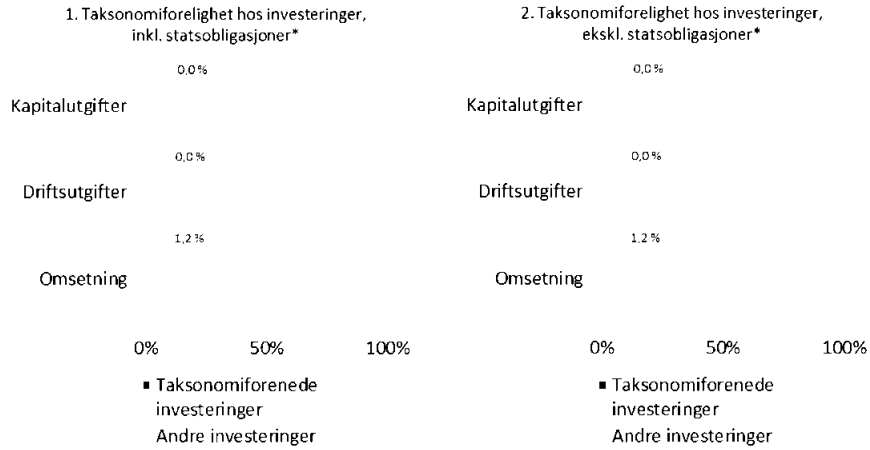 1. Taksonomiforelighet hos investeringer,
inkl. statsobligasjoner*
0,0 %
Kapitalutgifter
0,0 %
Driftsutgifter
1,2 %
Omsetning
0% 50% 100%
Taksonomiforenede
investeringer
Andre investeringer
2. Taksonomiforelighet hos investeringer,
ekskl. statsobligasjoner*
0,0 %
Kapitalutgifter
0,0 %
Driftsutgifter
1,2 %
Omsetning
0% 50% 100%
Taksonomiforenede
investeringer
Andre investeringer